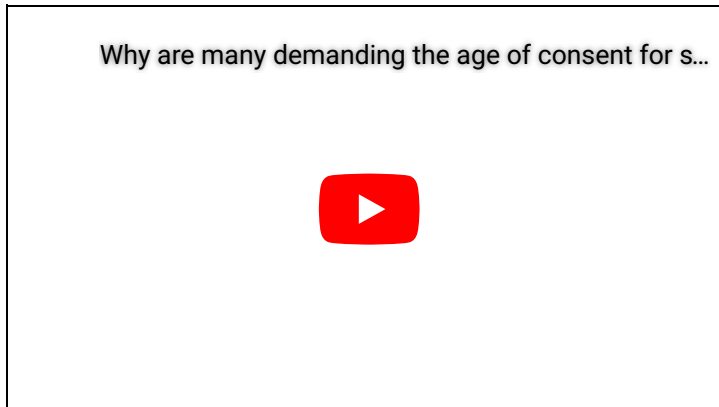 Why are many demanding the age of consent for s…